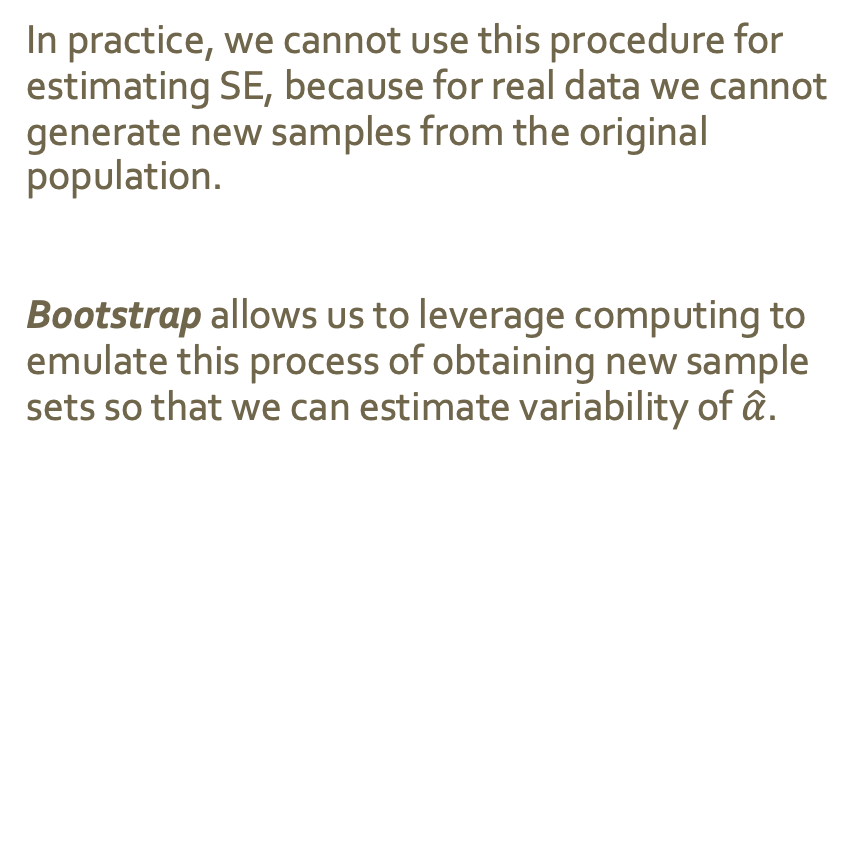 In practice, we cannot use this procedure for
estimating SE, because for real data we cannot
generate new samples from the original
population.
Bootstrap allows us to leverage computing to
emulate this process of obtaining new sample
sets so that we can estimate variability of α̂.